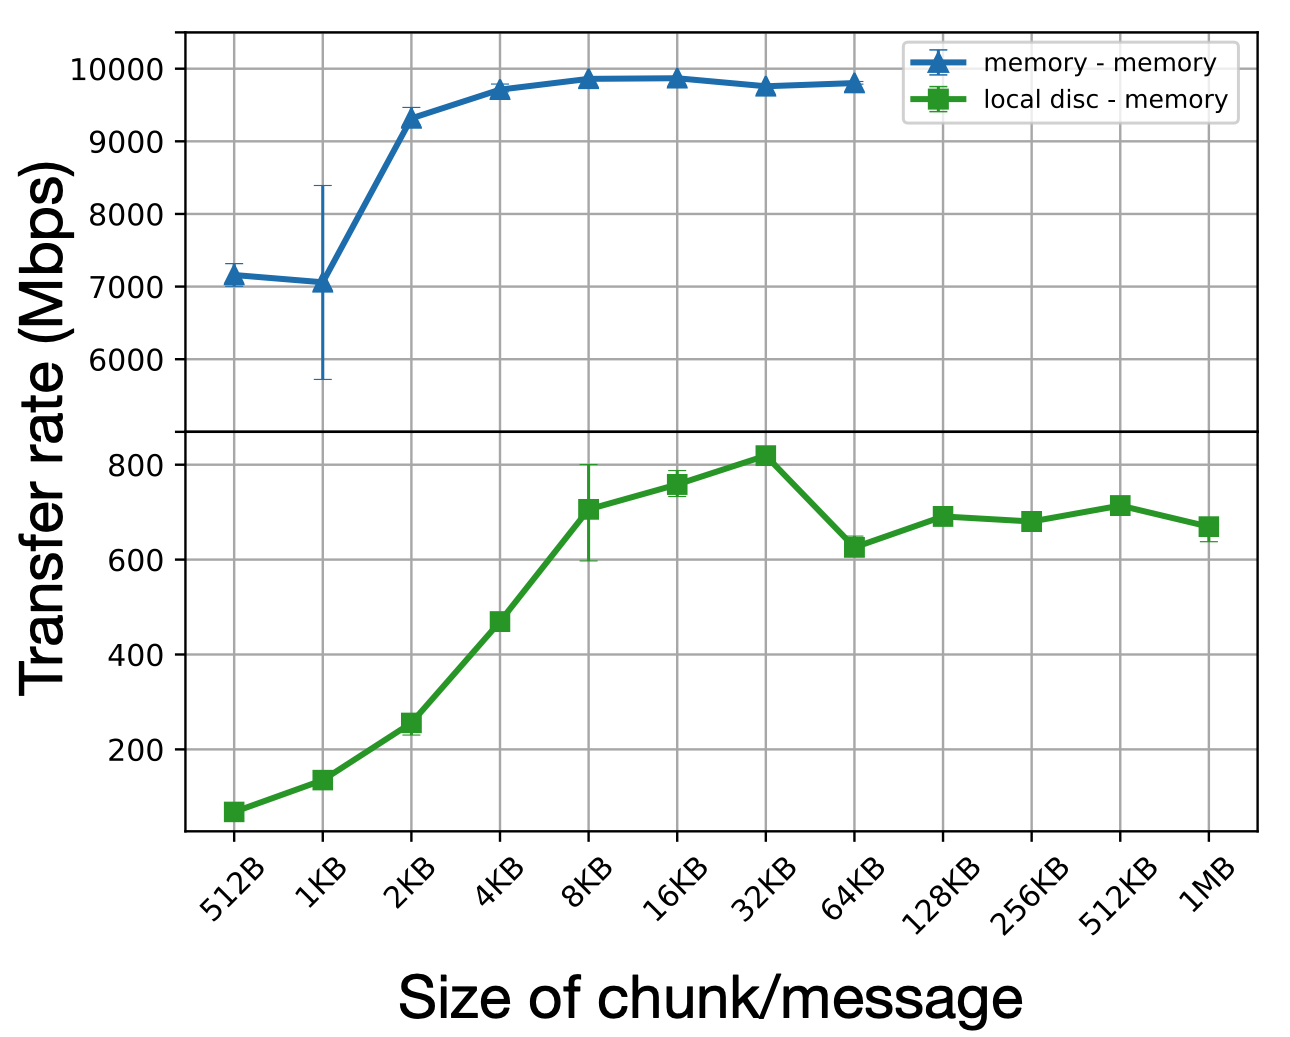 Transfer rate (Mbps)
10000
9000
8000
7000
6000
800
600
400
200
memory - memory
local disc - memory
512B
1KB
2KB
4KB
8KB
16KB
32KB
64KB
128KB
256KB
512KB
1MB
Size of chunk/message